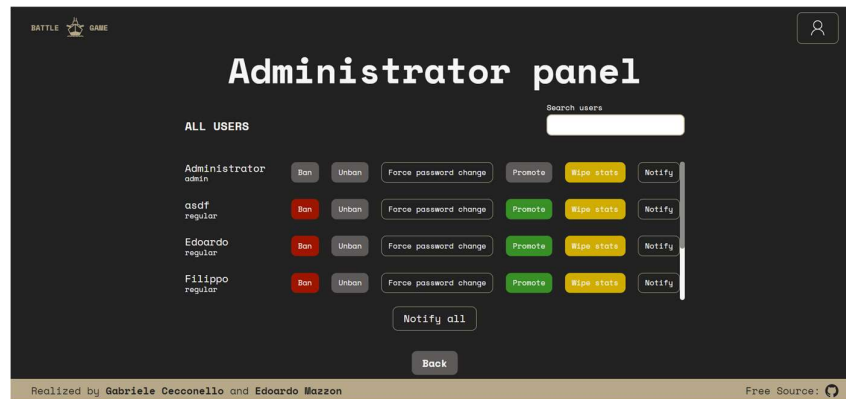 BATTLE GAME
Administrator panel
Search users
ALL USERS
Administrator Ban Unban Force password change Promote Wipe stats Notify
admin
asdf Ban Unban Force password change Promote Wipe stats Notify
regular
Edoardo Ban Unban Force password change Promote Wipe stats Notify
regular
Filippo Ban Unban Force password change Promote Wipe stats Notify
regular
Notify all
Back
Realized by Gabriele Cecconello and Edoardo Mazzon Free Source: